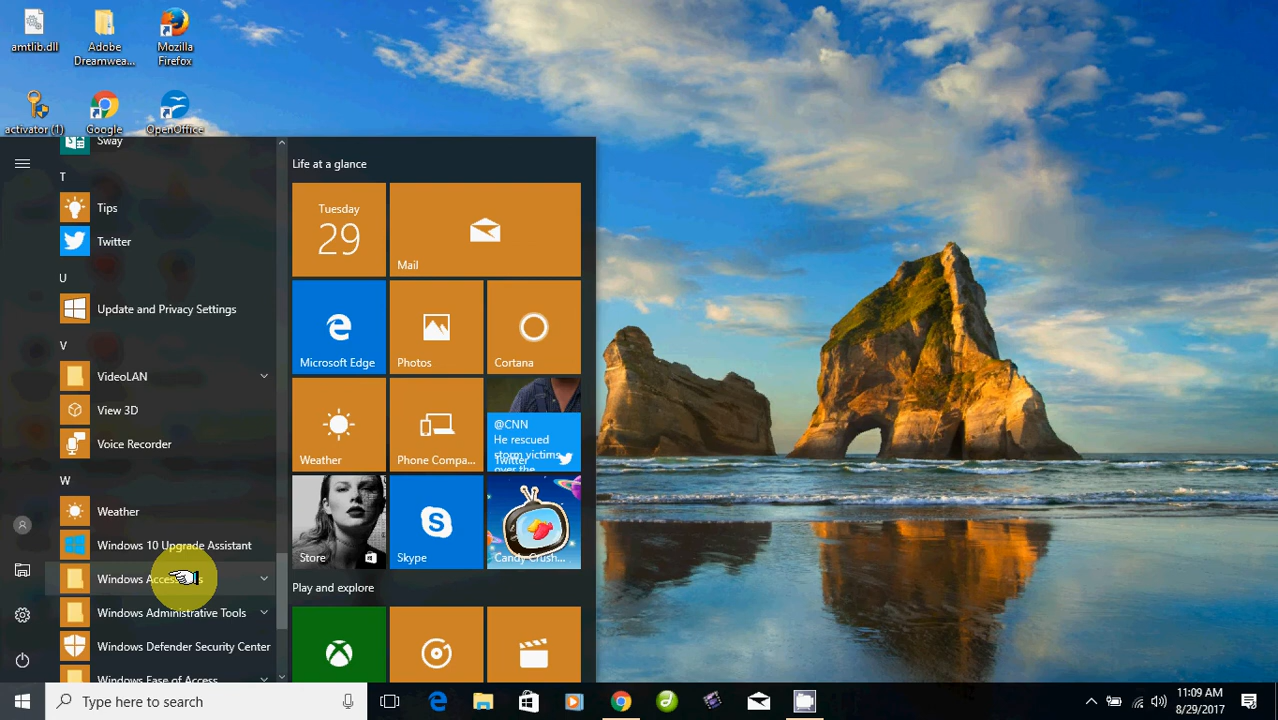 amtlib.dll
Adobe
Dreamwea...
Mozilla
Firefox
activator (1)
Google
OpenOffice
Sway
T
Tips
Twitter
U
Update and Privacy Settings
V
VideoLAN
View 3D
Voice Recorder
W
Weather
Windows 10 Upgrade Assistant
Windows
Windows Administrative Tools
Windows Defender Security Center
Windows Ease of Access
Life at a glance
Tuesday
29
Mail
Microsoft Edge
Photos
Cortana
Weather
Phone Compa...
@CNN
He rescued
storm victims
over the
Twitter
Store
Skype
Candy Crush...
Play and explore
Type here to search
11:09 AM
8/29/2017